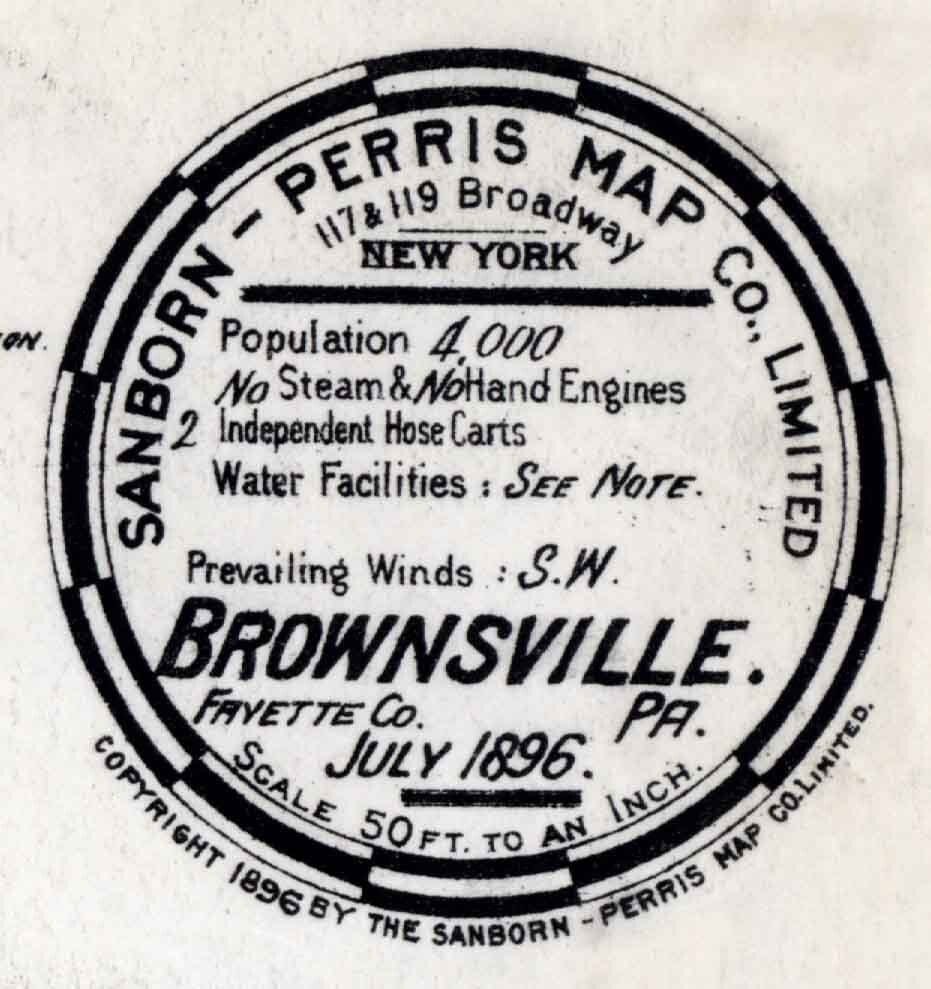 SANBORN - PERRIS MAP CO., LIMITED
117 & 119 Broadway
NEW YORK
Population 4,000
No Steam & No Hand Engines
2 Independent Hose Carts
Water Facilities : SEE NOTE.
Prevailing Winds : S.W.
BROWNSVILLE.
FAYETTE CO. PA.
JULY 1896.
SCALE 50 FT. TO AN INCH.
COPYRIGHT 1896 BY THE SANBORN - PERRIS MAP CO. LIMITED.